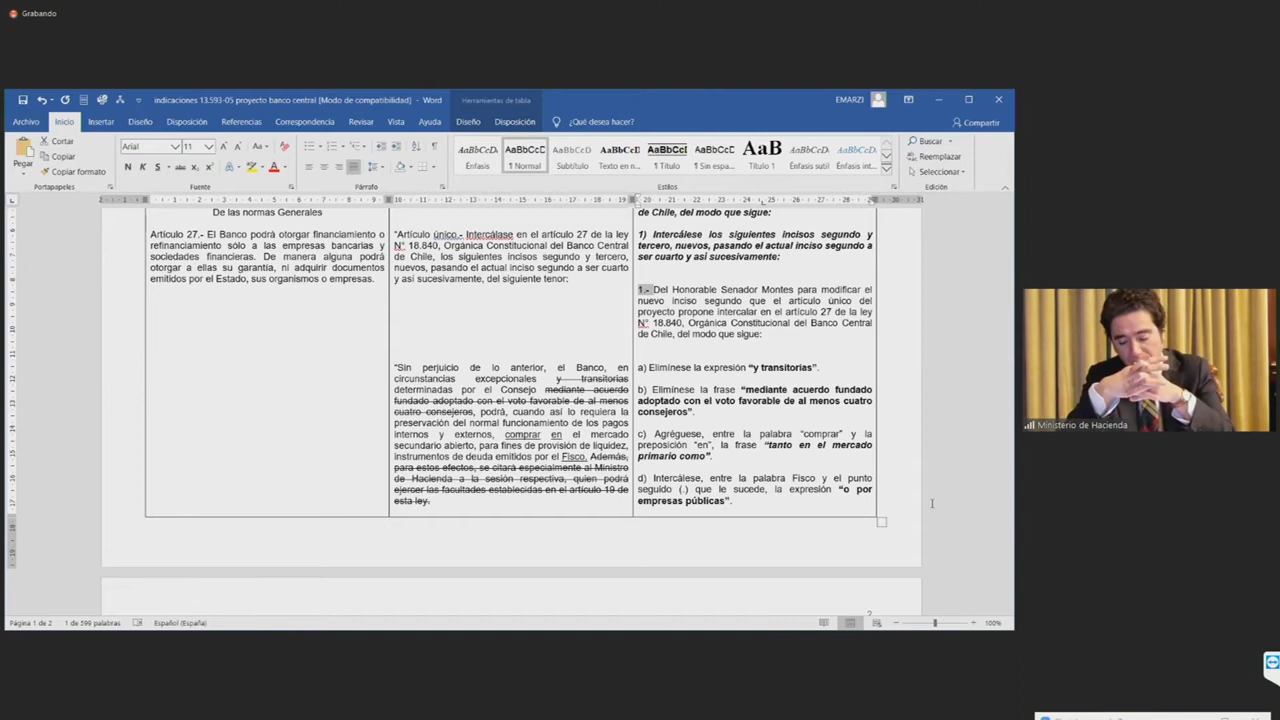 Grabando
indicaciones 13.593-05 proyecto banco central [Modo de compatibilidad] - Word
Herramientas de tabla
EMARZI
Archivo Inicio Insertar Diseño Disposición Referencias Correspondencia Revisar Vista Ayuda Diseño Disposición ¿Qué desea hacer? Compartir
Pegar
Cortar
Copiar
Copiar formato
Portapapeles
Arial 11
N K S abc x, x
Fuente
Párrafo
AaBbCcDc Énfasis
AaBbCcC ¶ Normal
AaBbCcDc Subtítulo
AaBbCcD Texto en n...
AaBbCcC ¶ Título
AaBbCcD ¶ Sin espa...
AaB Título 1
AaBbCcDc Énfasis sutil
AaBbCcDc Énfasis int...
Estilos
Buscar
Reemplazar
Seleccionar
Edición
De las normas Generales
Artículo 27.- El Banco podrá otorgar financiamiento o
refinanciamiento sólo a las empresas bancarias y
sociedades financieras. De manera alguna podrá
otorgar a ellas su garantía, ni adquirir documentos
emitidos por el Estado, sus organismos o empresas.
“Artículo único.- Intercálase en el artículo 27 de la ley
N° 18.840, Orgánica Constitucional del Banco Central
de Chile, los siguientes incisos segundo y tercero,
nuevos, pasando el actual inciso segundo a ser cuarto
y así sucesivamente, del siguiente tenor:
“Sin perjuicio de lo anterior, el Banco, en
circunstancias excepcionales y transitorias
determinadas por el Consejo mediante acuerdo
fundado adoptado con el voto favorable de al menos
cuatro consejeros, podrá, cuando así lo requiera la
preservación del normal funcionamiento de los pagos
internos y externos, comprar en el mercado
secundario abierto, para fines de provisión de liquidez,
instrumentos de deuda emitidos por el Fisco. Además,
para estos efectos, se citará especialmente al Ministro
de Hacienda a la sesión respectiva, quien podrá
ejercer las facultades establecidas en el artículo 19 de
esta ley.
de Chile, del modo que sigue:
1) Intercálese los siguientes incisos segundo y
tercero, nuevos, pasando el actual inciso segundo a
ser cuarto y así sucesivamente:
1.- Del Honorable Senador Montes para modificar el
nuevo inciso segundo que el artículo único del
proyecto propone intercalar en el artículo 27 de la ley
N° 18.840, Orgánica Constitucional del Banco Central
de Chile, del modo que sigue:
a) Elimínese la expresión “y transitorias”.
b) Elimínese la frase “mediante acuerdo fundado
adoptado con el voto favorable de al menos cuatro
consejeros”.
c) Agréguese, entre la palabra “comprar” y la
preposición “en”, la frase “tanto en el mercado
primario como”.
d) Intercálese, entre la palabra Fisco y el punto
seguido (.) que le sucede, la expresión “o por
empresas públicas”.
2
Página 1 de 2 1 de 599 palabras Español (España) 100%
Ministerio de Hacienda